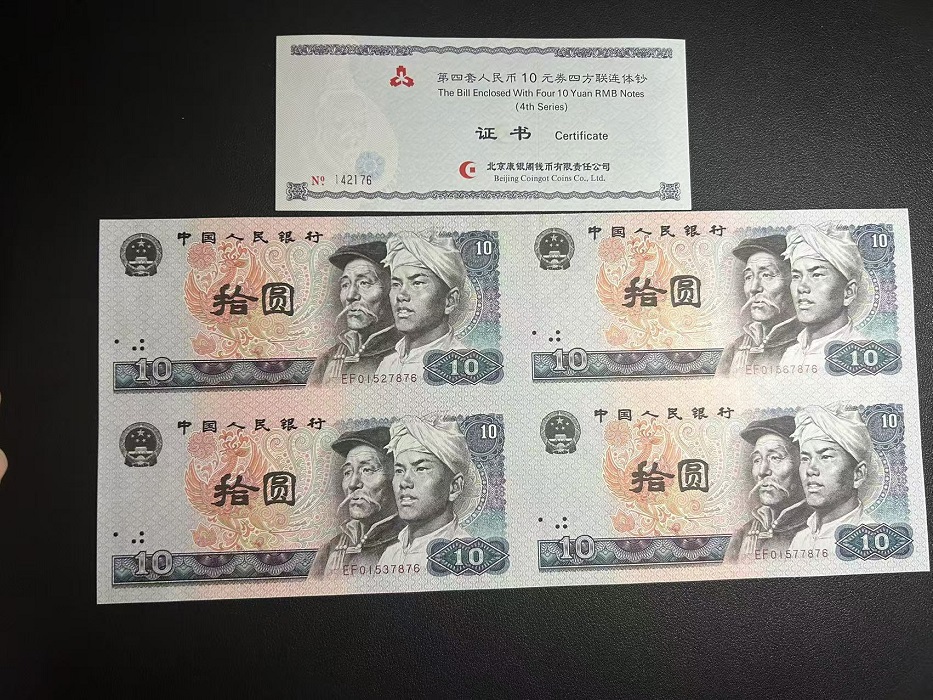 第四套人民币 10 元券四方联连体钞
The Bill Enclosed With Four 10 Yuan RMB Notes
(4th Series)
证书 Certificate
北京康银阁钱币有限责任公司
Beijing Coingot Coins Co., Ltd.
Nº 142176
中国人民银行
10
拾圆
10
EF01527876
10
中国人民银行
10
拾圆
10
EF01567876
10
中国人民银行
10
拾圆
10
EF01537876
10
中国人民银行
10
拾圆
10
EF01577876
10